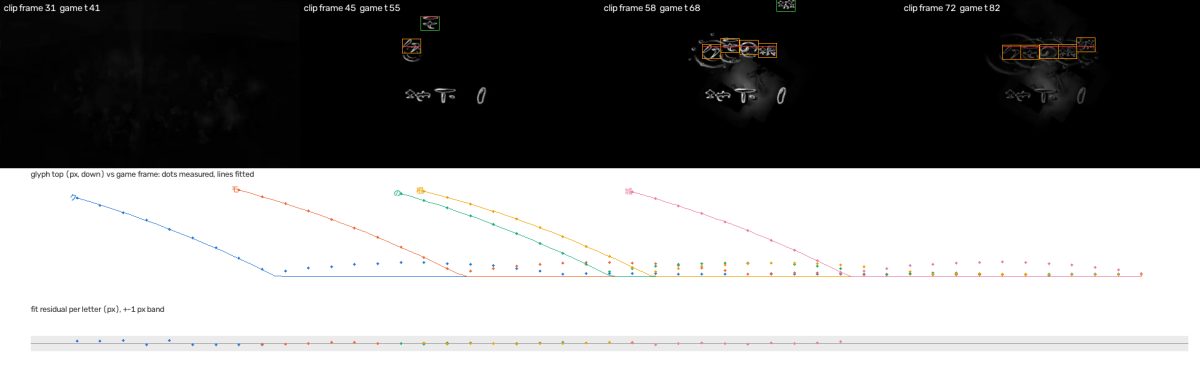 clip frame 31 game t 41
clip frame 45 game t 55
clip frame 58 game t 68
clip frame 72 game t 82
glyph top (px, down) vs game frame: dots measured, lines fitted
fit residual per letter (px), +-1 px band